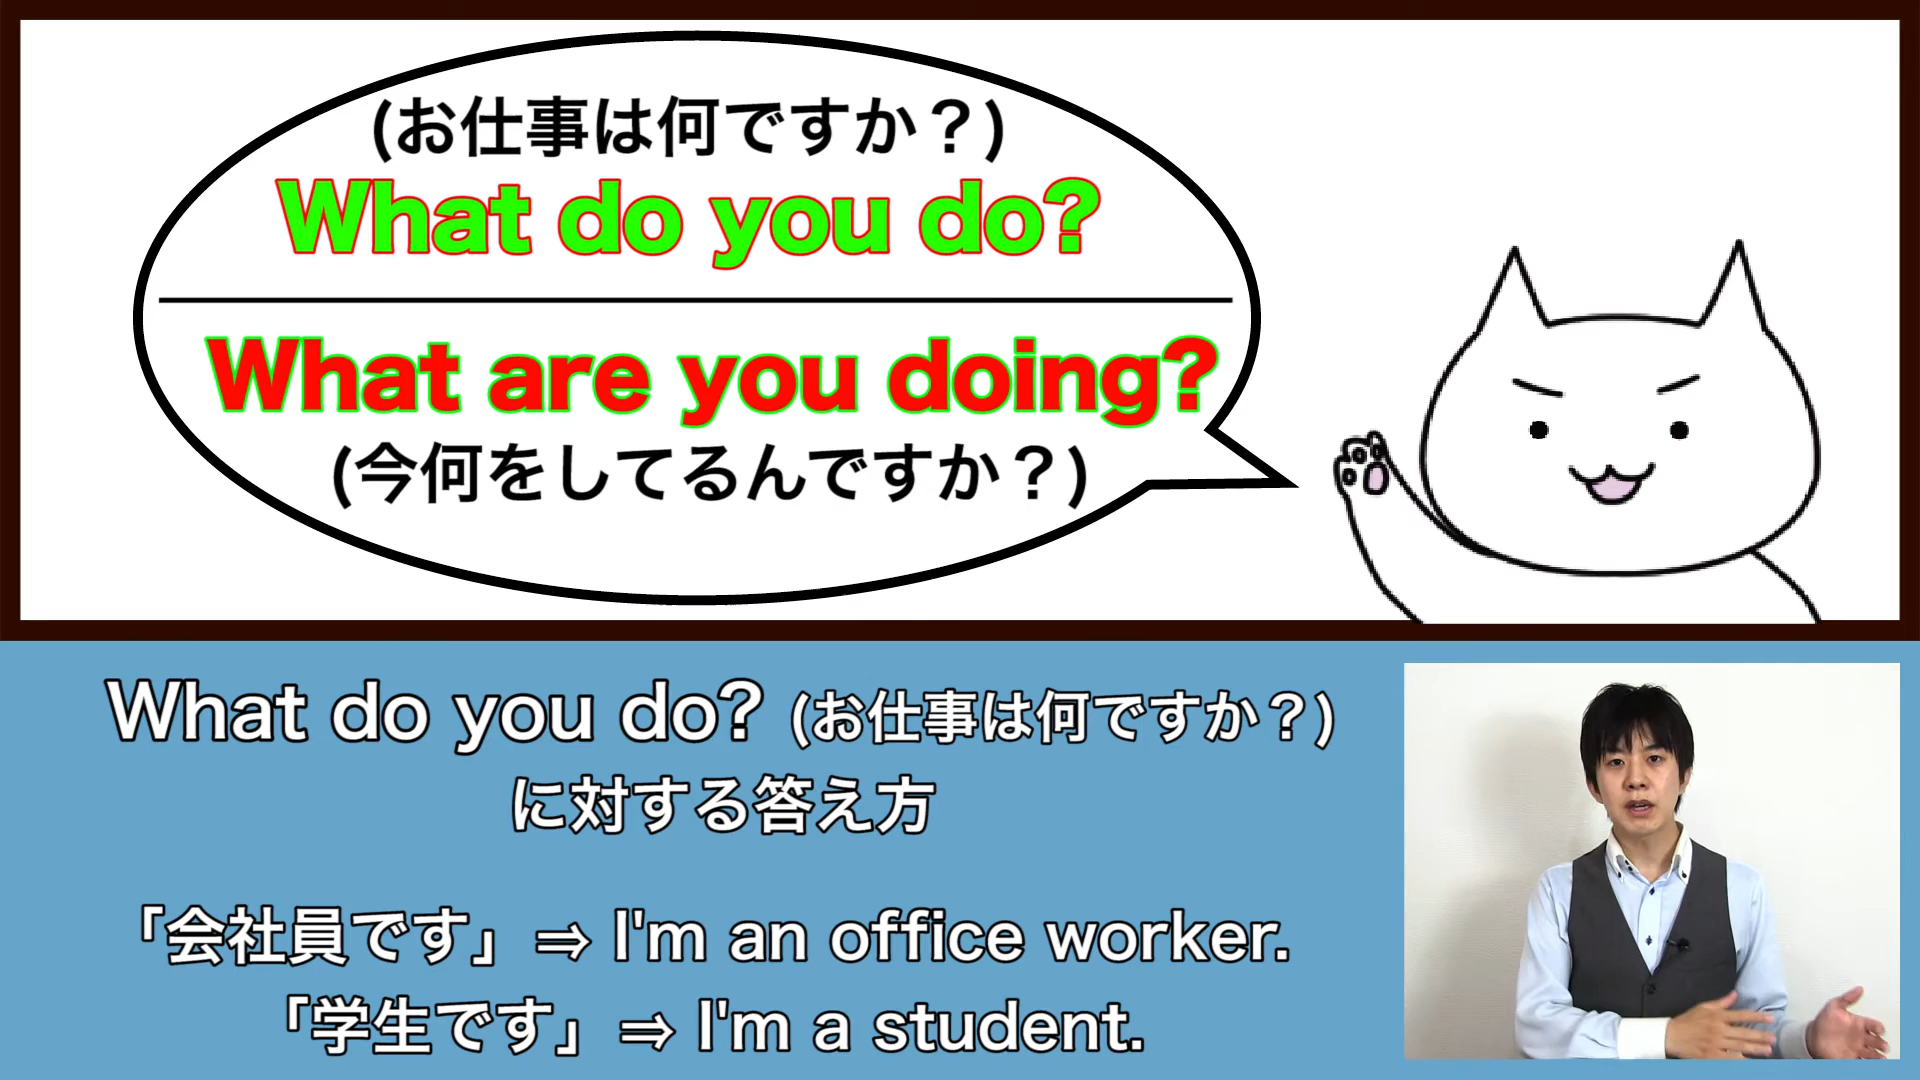 (お仕事は何ですか？)
What do you do?
What are you doing?
(今何をしてるんですか？)
What do you do? (お仕事は何ですか？)
に対する答え方
「会社員です」⇒ I'm an office worker.
「学生です」⇒ I'm a student.